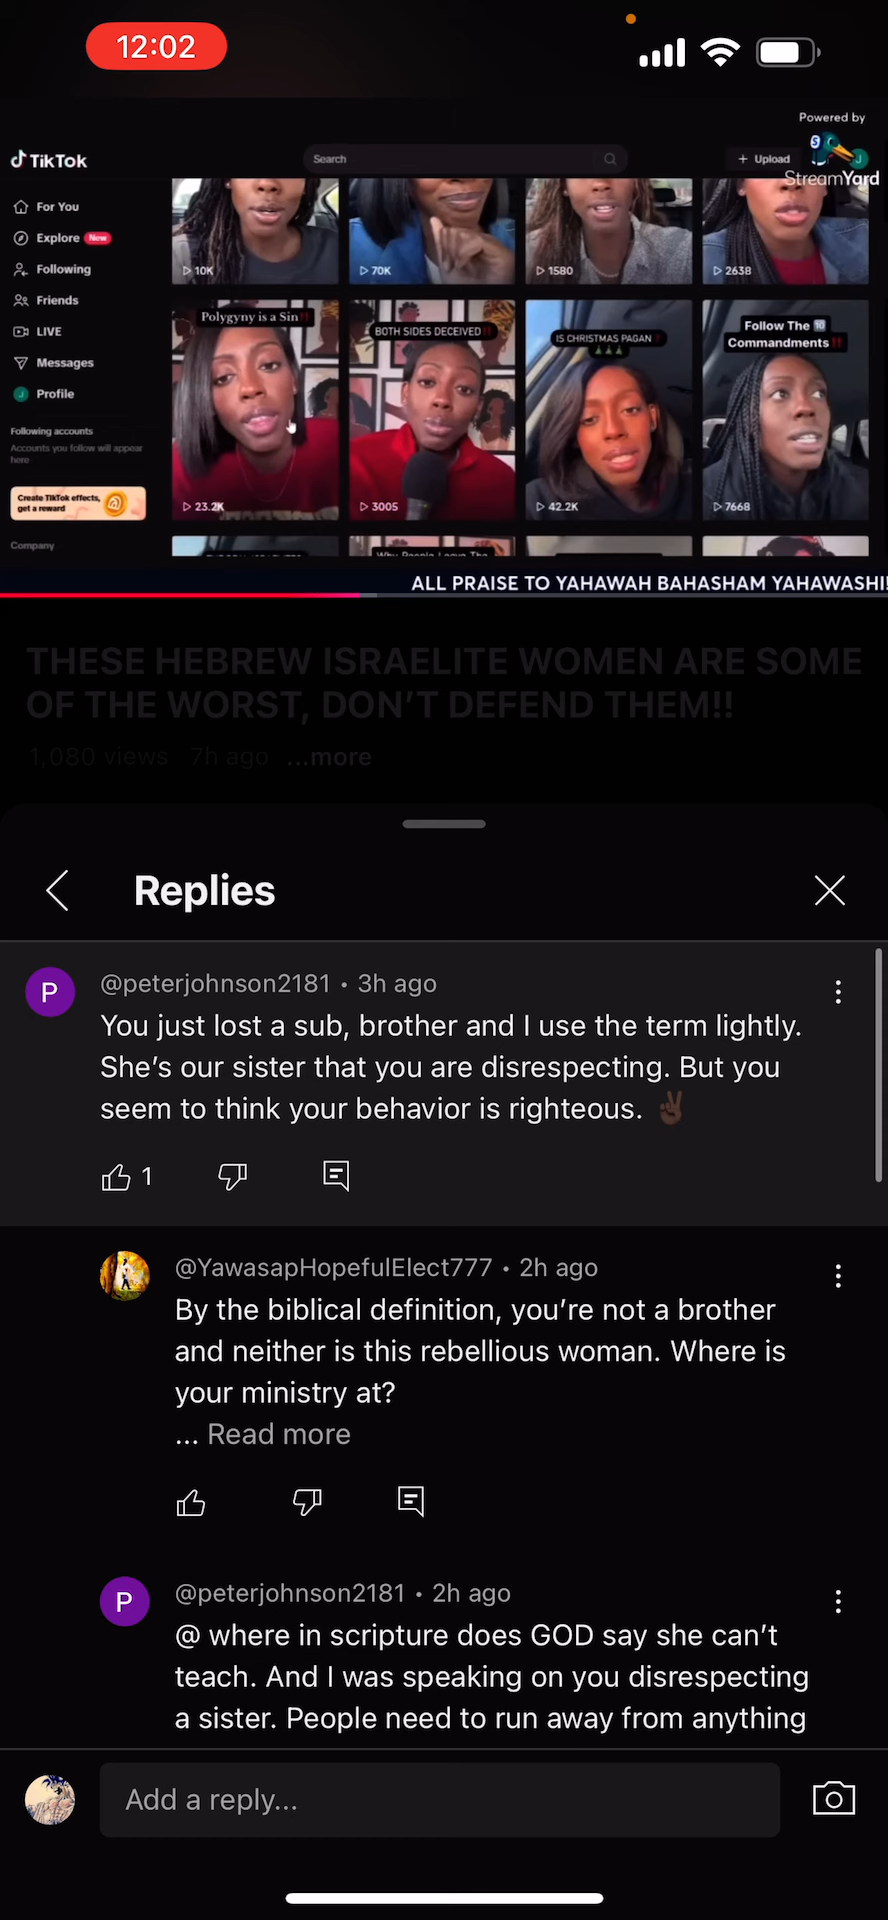 12:02
Powered by
StreamYard
TikTok
Search
+ Upload
For You
Explore New
Following
Friends
LIVE
Messages
Profile
Following accounts
Accounts you follow will appear
here
Create TikTok effects,
get a reward
Company
10K
70K
1580
2638
Polygyny is a Sin‼
23.2K
BOTH SIDES DECEIVED‼
3005
IS CHRISTMAS PAGAN
42.2K
Follow The 🔟
Commandments‼
7668
Why People Leave The
ALL PRAISE TO YAHAWAH BAHASHAM YAHAWASHI!
THESE HEBREW ISRAELITE WOMEN ARE SOME
OF THE WORST, DON'T DEFEND THEM!!
1,080 views 7h ago ...more
Replies
P
@peterjohnson2181 • 3h ago
You just lost a sub, brother and I use the term lightly.
She's our sister that you are disrespecting. But you
seem to think your behavior is righteous. ✌🏿
1
@YawasapHopefulElect777 • 2h ago
By the biblical definition, you're not a brother
and neither is this rebellious woman. Where is
your ministry at?
... Read more
P
@peterjohnson2181 • 2h ago
@ where in scripture does GOD say she can't
teach. And I was speaking on you disrespecting
a sister. People need to run away from anything
Add a reply...